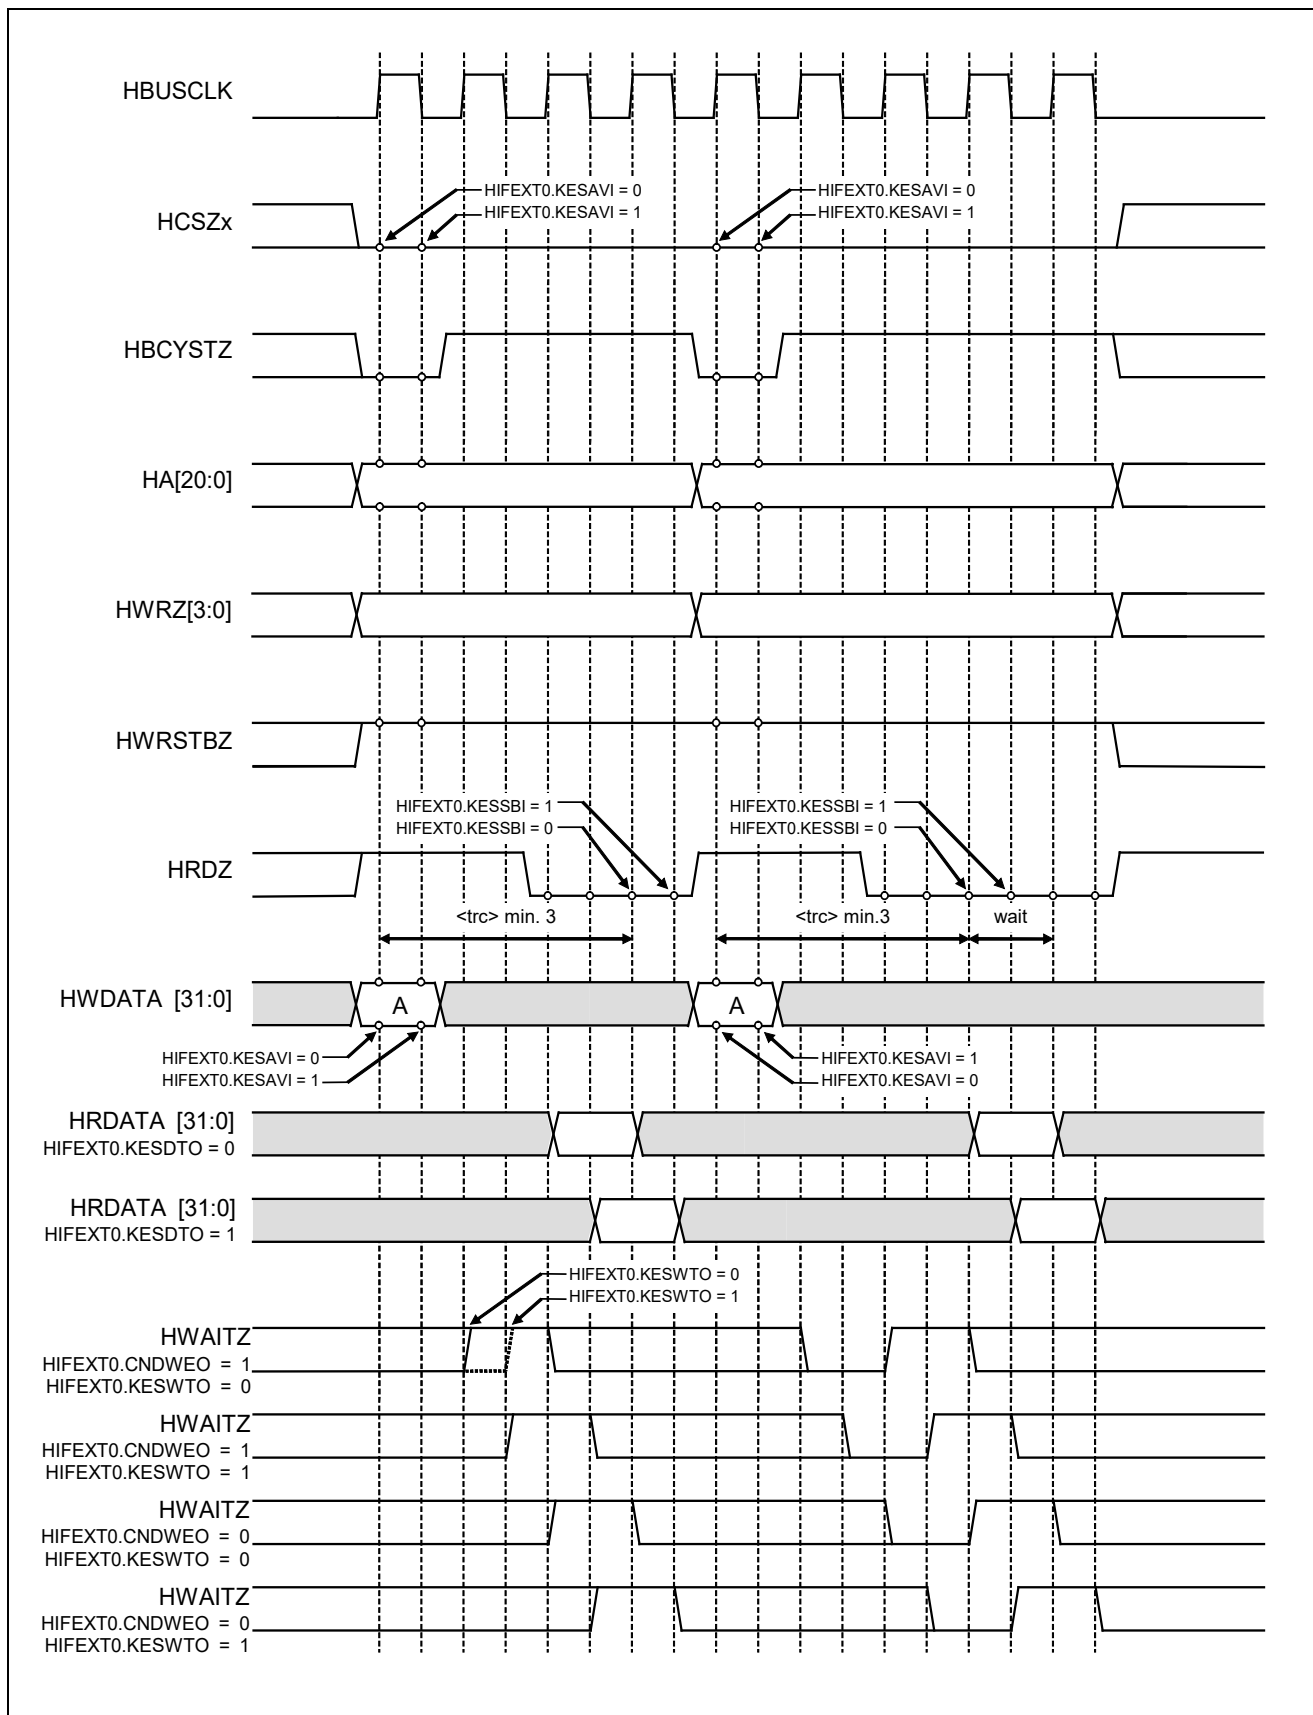 HBUSCLK
HIFEXT0.KESAVI = 0
HIFEXT0.KESAVI = 0
HCSZx
HIFEXT0.KESAVI = 1
HIFEXT0.KESAVI = 1
HBCYSTZ
HA[20:0]
HWRZ[3:0]
HWRSTBZ
HIFEXT0.KESSBI = 1
HIFEXT0.KESSBI = 1
HIFEXT0.KESSBI = 0
HIFEXT0.KESSBI = 0
HRDZ
<trc> min. 3
<trc> min.3
wait
HWDATA [31:0]
A
A
HIFEXT0.KESAVI = 0
HIFEXT0.KESAVI = 1
HIFEXT0.KESAVI = 1
HIFEXT0.KESAVI = 0
HRDATA [31:0]
HIFEXT0.KESDTO = 0
HRDATA [31:0]
HIFEXT0.KESDTO = 1
HIFEXT0.KESWTO = 0
HIFEXT0.KESWTO = 1
HWAITZ
HIFEXT0.CNDWEO = 1
HIFEXT0.KESWTO = 0
HWAITZ
HIFEXT0.CNDWEO = 1
HIFEXT0.KESWTO = 1
HWAITZ
HIFEXT0.CNDWEO = 0
HIFEXT0.KESWTO = 0
HWAITZ
HIFEXT0.CNDWEO = 0
HIFEXT0.KESWTO = 1